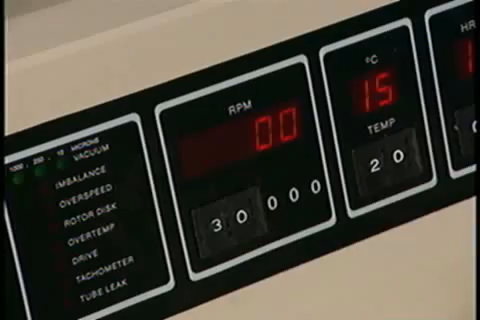 1000 . 200 . 10 MICRONS
VACUUM
IMBALANCE
OVERSPEED
ROTOR DISK
OVERTEMP
DRIVE
TACHOMETER
TUBE LEAK
RPM
00
30 000
°C
15
TEMP
20
HR